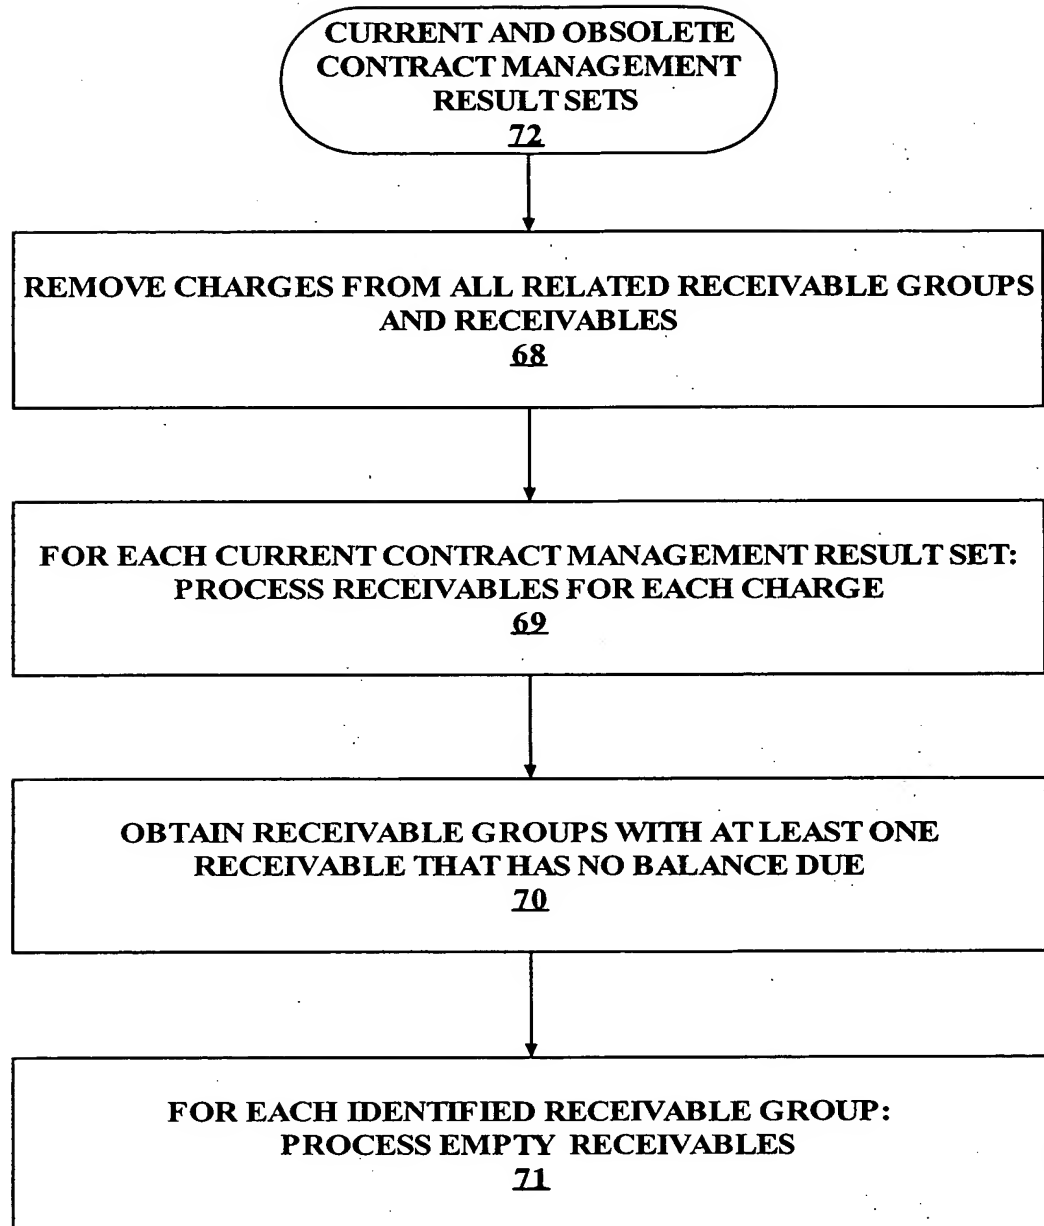 CURRENT AND OBSOLETE
CONTRACT MANAGEMENT
RESULT SETS
72
REMOVE CHARGES FROM ALL RELATED RECEIVABLE GROUPS
AND RECEIVABLES
68
FOR EACH CURRENT CONTRACT MANAGEMENT RESULT SET:
PROCESS RECEIVABLES FOR EACH CHARGE
69
OBTAIN RECEIVABLE GROUPS WITH AT LEAST ONE
RECEIVABLE THAT HAS NO BALANCE DUE
70
FOR EACH IDENTIFIED RECEIVABLE GROUP:
PROCESS EMPTY RECEIVABLES
71